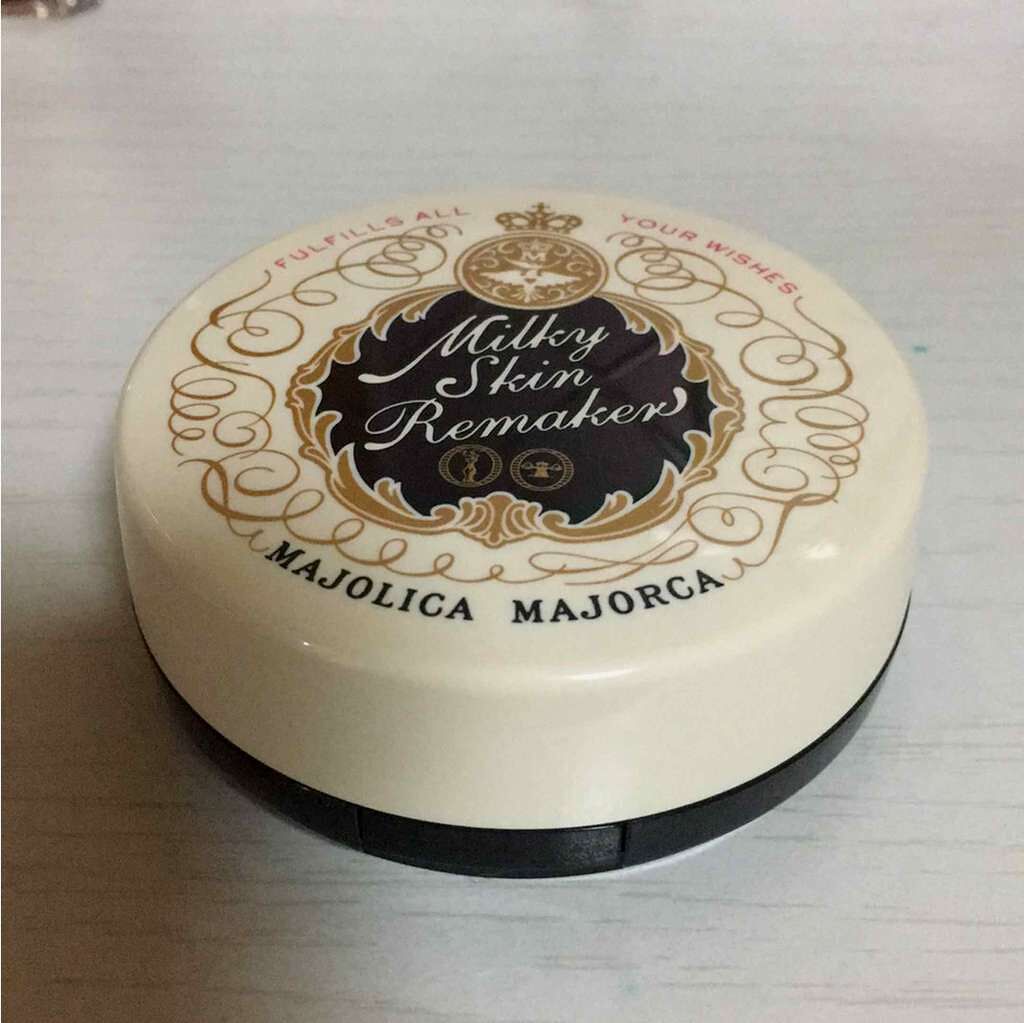 FULFILLS ALL YOUR WISHES
M
Milky
Skin
Remaker
MAJOLICA MAJORCA